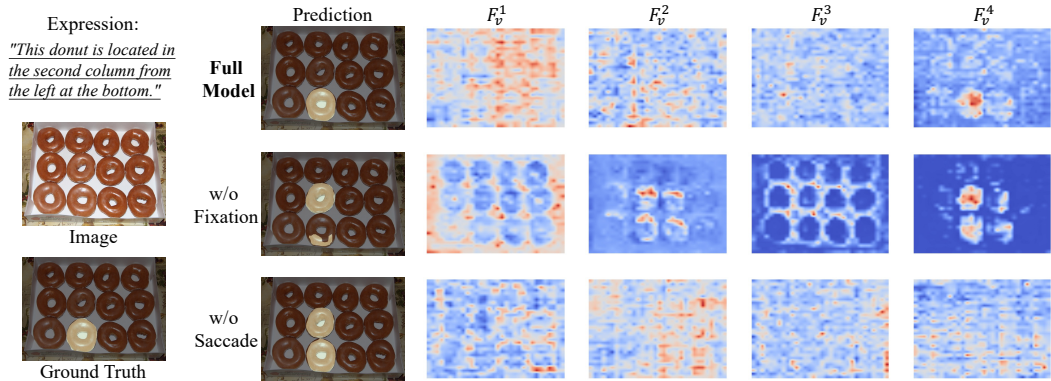 Expression:
"This donut is located in
the second column from
the left at the bottom."
Image
Ground Truth
Prediction
F_v^1
F_v^2
F_v^3
F_v^4
Full
Model
w/o
Fixation
w/o
Saccade